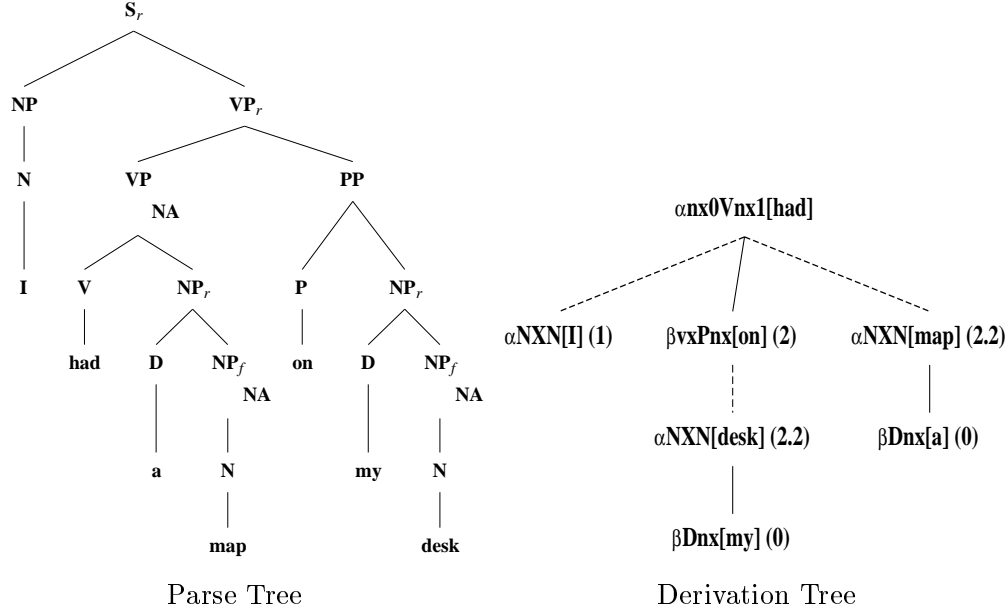 S_r
NP VP_r
N VP PP
NA αnx0Vnx1[had]
I V NP_r P NP_r
αNXN[I] (1) βvxPnx[on] (2) αNXN[map] (2.2)
had D NP_f on D NP_f
NA NA
αNXN[desk] (2.2) βDnx[a] (0)
a N my N
βDnx[my] (0)
map desk
Parse Tree Derivation Tree